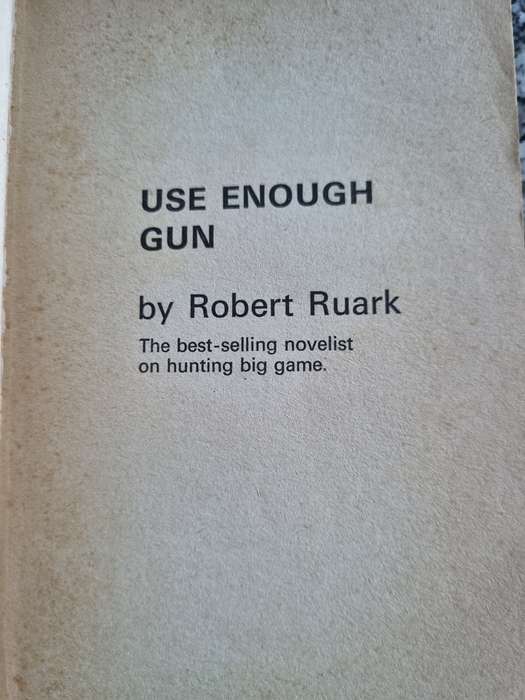 USE ENOUGH
GUN
by Robert Ruark
The best-selling novelist
on hunting big game.